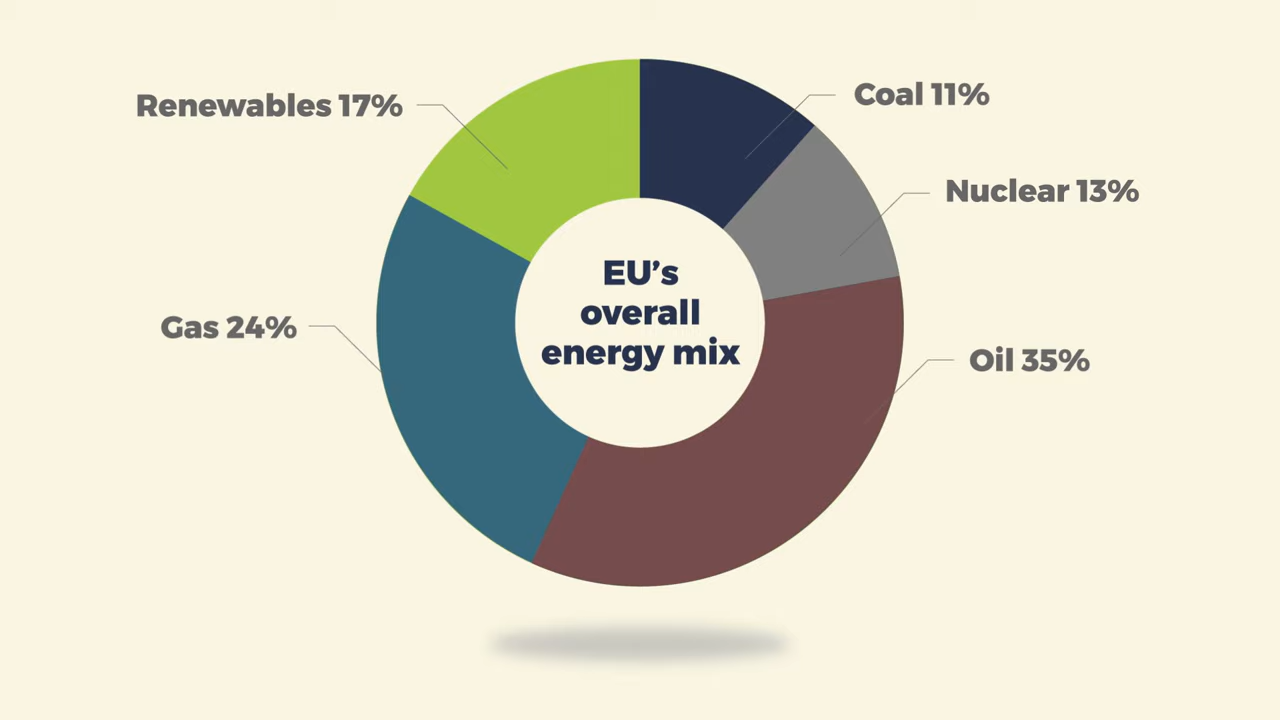 Renewables 17%
Coal 11%
Nuclear 13%
EU’s
overall
energy mix
Gas 24%
Oil 35%